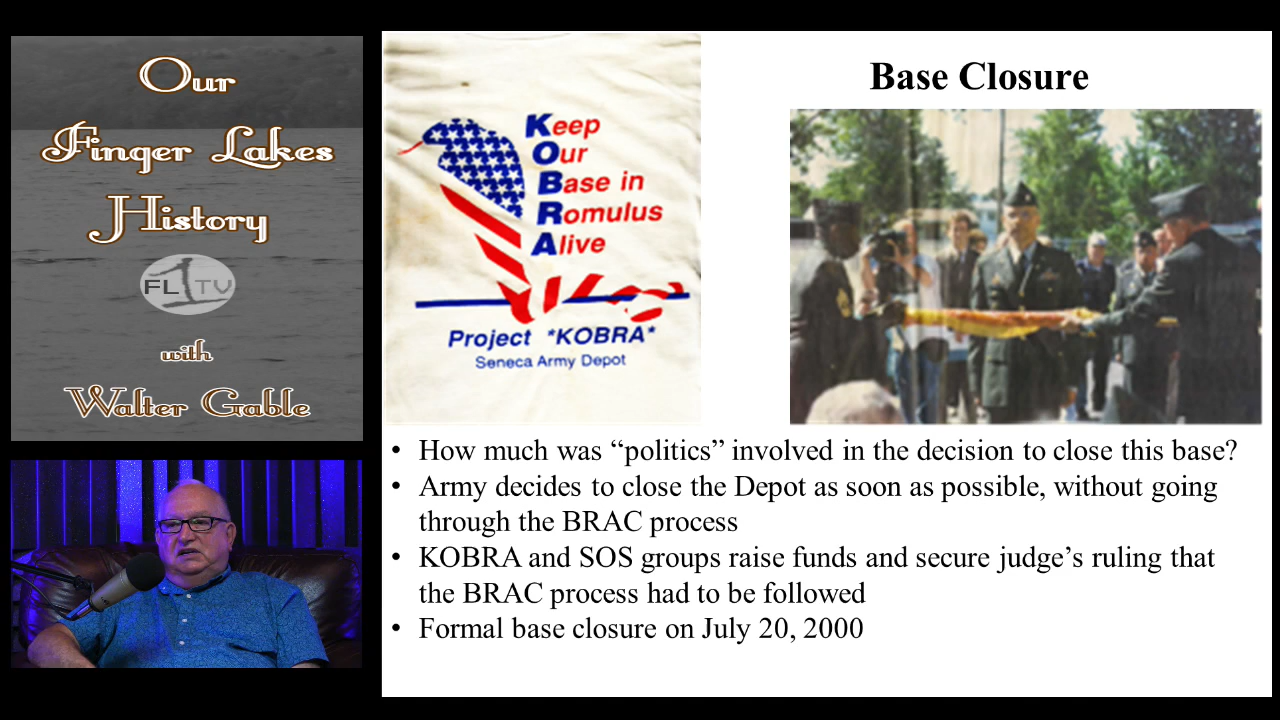 Our
Finger Lakes
History
FL TV
with
Walter Gable
Keep
Our
Base in
Romulus
Alive
Project *KOBRA*
Seneca Army Depot
Base Closure
• How much was “politics” involved in the decision to close this base?
• Army decides to close the Depot as soon as possible, without going
through the BRAC process
• KOBRA and SOS groups raise funds and secure judge’s ruling that
the BRAC process had to be followed
• Formal base closure on July 20, 2000